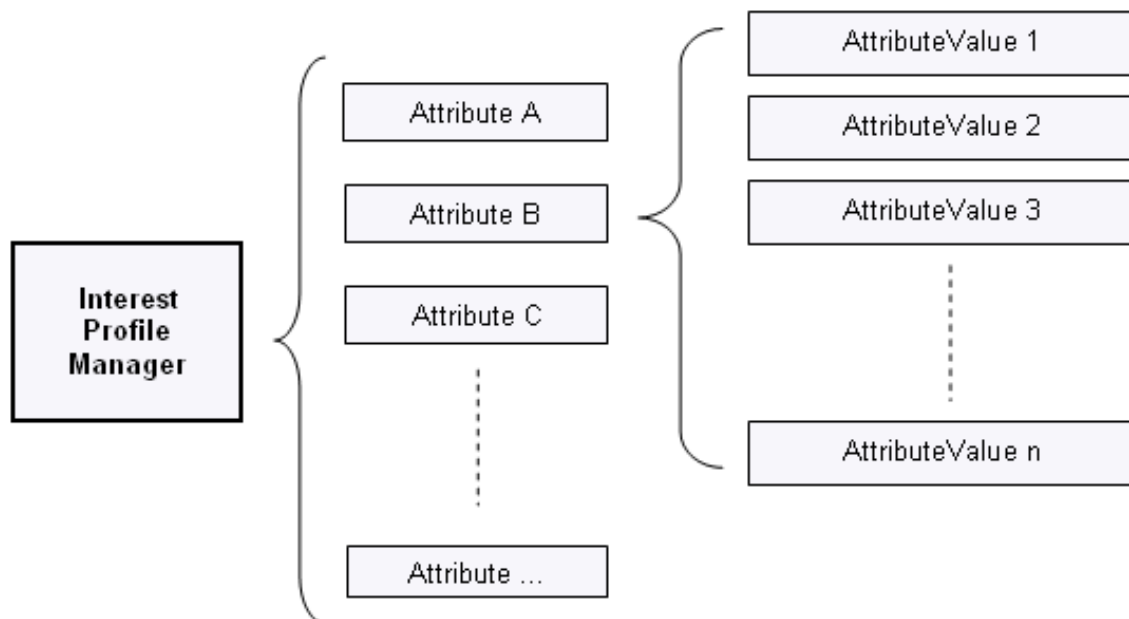 Interest
Profile
Manager
Attribute A
Attribute B
Attribute C
Attribute ...
AttributeValue 1
AttributeValue 2
AttributeValue 3
AttributeValue n